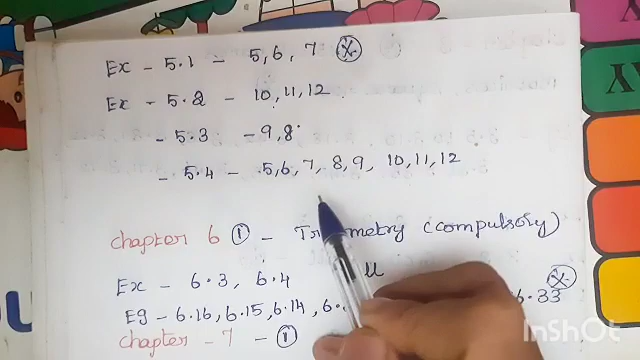 Ex - 5.1 - 5, 6, 7
Ex - 5.2 - 10, 11, 12
- 5.3 - 9, 8
- 5.4 - 5, 6, 7, 8, 9, 10, 11, 12
chapter 6 ① - (compulsory)
Ex - 6.3, 6.4
Eg - 6.16, 6.15, 6.14, 6.33
chapter - 7 - ①
AY
InShOt